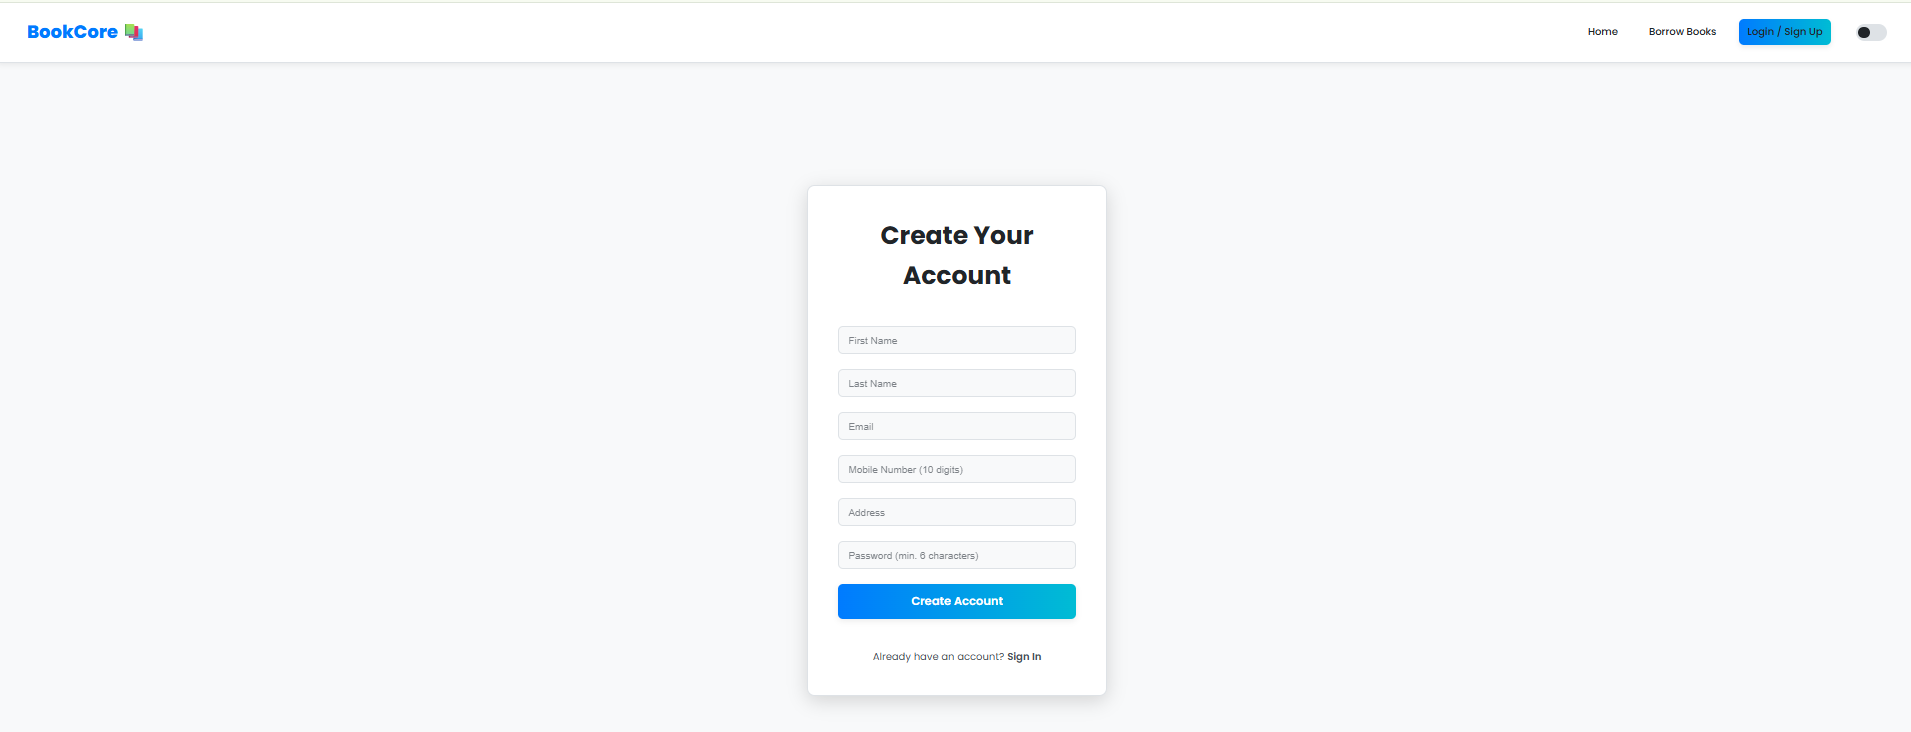 BookCore
Home
Borrow Books
Login / Sign Up
Create Your
Account
First Name
Last Name
Email
Mobile Number (10 digits)
Address
Password (min. 6 characters)
Create Account
Already have an account? Sign In